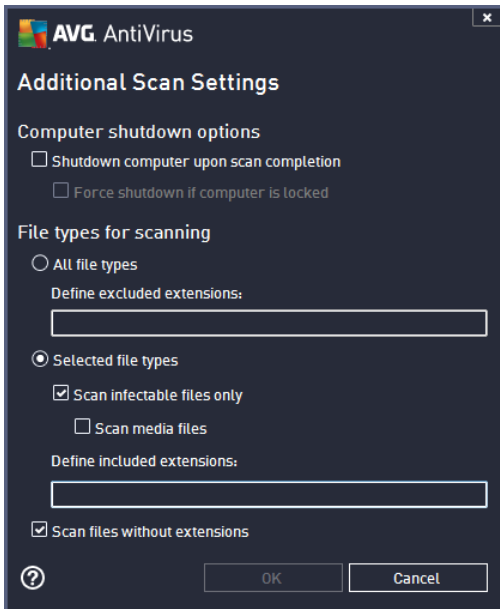 AVG. AntiVirus
Additional Scan Settings
Computer shutdown options
Shutdown computer upon scan completion
Force shutdown if computer is locked
File types for scanning
All file types
Define excluded extensions:
Selected file types
Scan infectable files only
Scan media files
Define included extensions:
Scan files without extensions
OK
Cancel